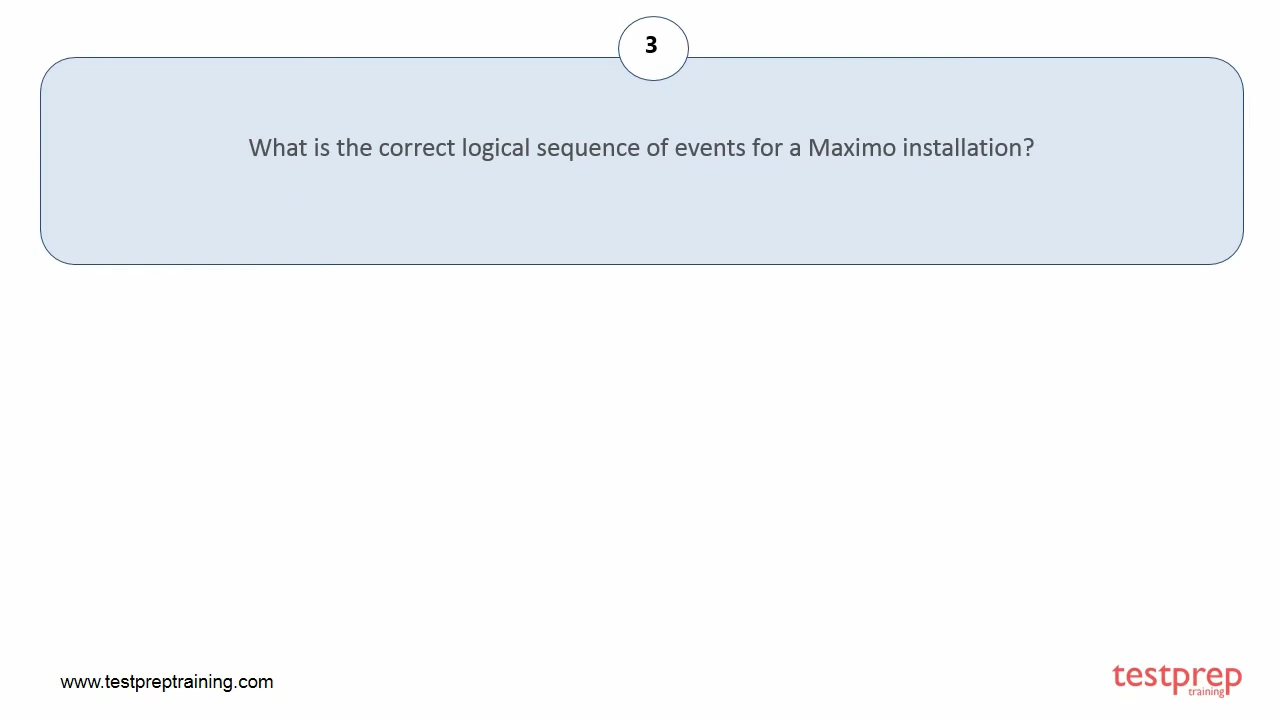 3
What is the correct logical sequence of events for a Maximo installation?
www.testpreptraining.com
testprep
training